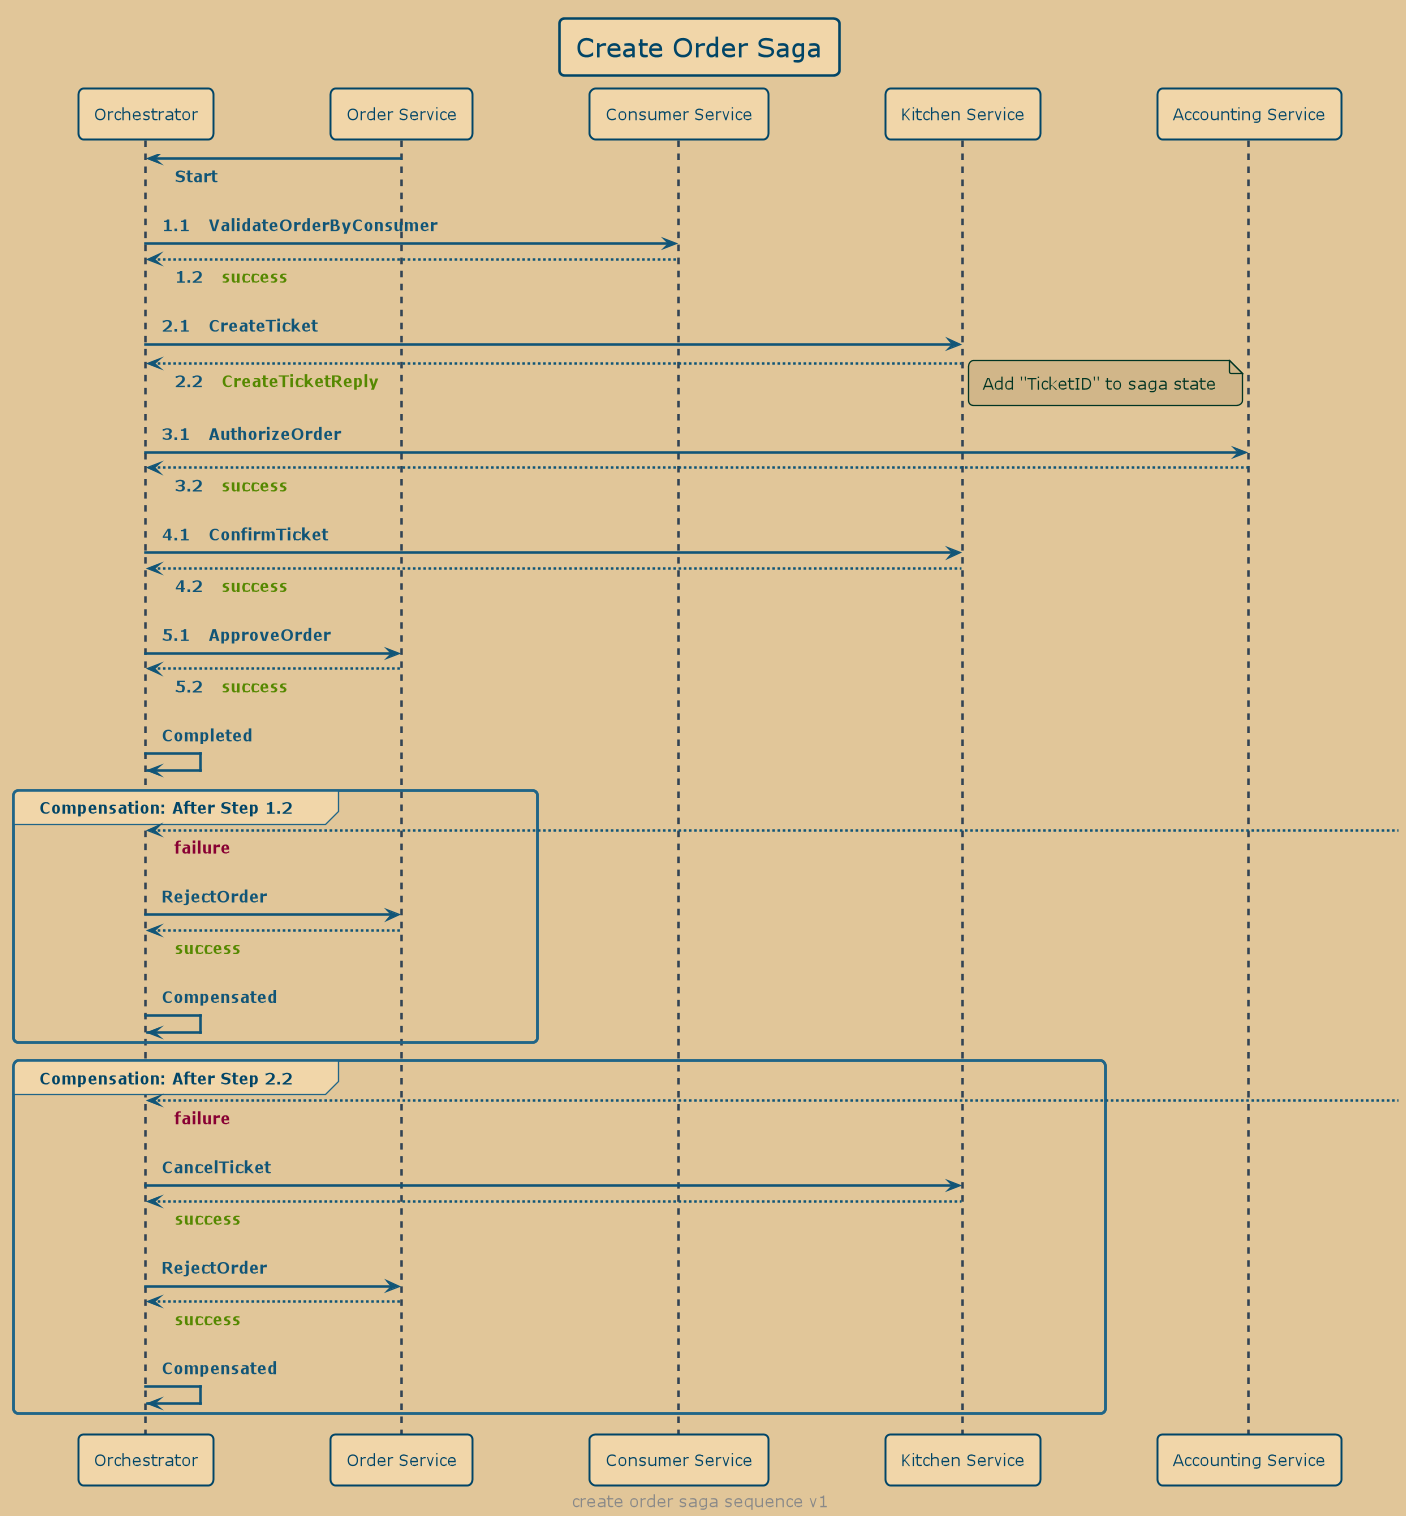 Create Order Saga
Orchestrator
Order Service
Consumer Service
Kitchen Service
Accounting Service
Start
1.1 ValidateOrderByConsumer
1.2 success
2.1 CreateTicket
2.2 CreateTicketReply
Add "TicketID" to saga state
3.1 AuthorizeOrder
3.2 success
4.1 ConfirmTicket
4.2 success
5.1 ApproveOrder
5.2 success
Completed
Compensation: After Step 1.2
failure
RejectOrder
success
Compensated
Compensation: After Step 2.2
failure
CancelTicket
success
RejectOrder
success
Compensated
Orchestrator
Order Service
Consumer Service
Kitchen Service
Accounting Service
create order saga sequence v1